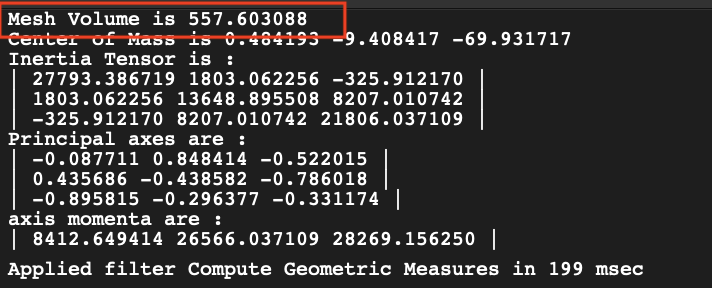 Mesh Volume is 557.603088
Center of Mass is 0.484193 -9.408417 -69.931717
Inertia Tensor is :
| 27793.386719 1803.062256 -325.912170 |
| 1803.062256 13648.895508 8207.010742 |
| -325.912170 8207.010742 21806.037109 |
Principal axes are :
| -0.087711 0.848414 -0.522015 |
| 0.435686 -0.438582 -0.786018 |
| -0.895815 -0.296377 -0.331174 |
axis momenta are :
| 8412.649414 26566.037109 28269.156250 |
Applied filter Compute Geometric Measures in 199 msec